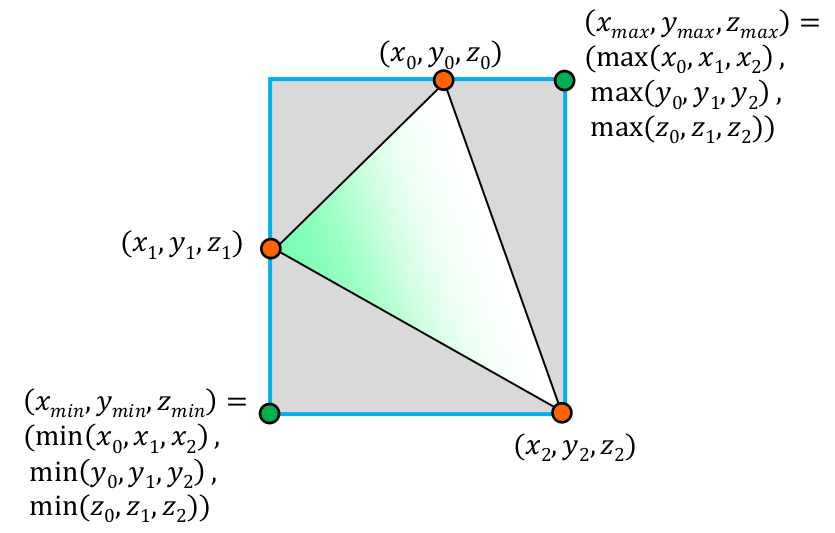 (x₀, y₀, z₀)
(xₘₐₓ, yₘₐₓ, zₘₐₓ) =
(max(x₀, x₁, x₂) ,
max(y₀, y₁, y₂) ,
max(z₀, z₁, z₂))
(x₁, y₁, z₁)
(xₘᵢₙ, yₘᵢₙ, zₘᵢₙ) =
(min(x₀, x₁, x₂) ,
min(y₀, y₁, y₂) ,
min(z₀, z₁, z₂))
(x₂, y₂, z₂)